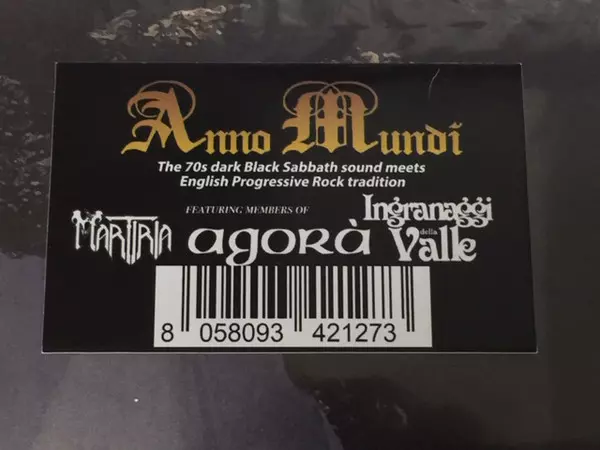 Anno Mundi
The 70s dark Black Sabbath sound meets
English Progressive Rock tradition
FEATURING MEMBERS OF
MARTIRIA
agorà
Ingranaggi
della
Valle
8 058093 421273